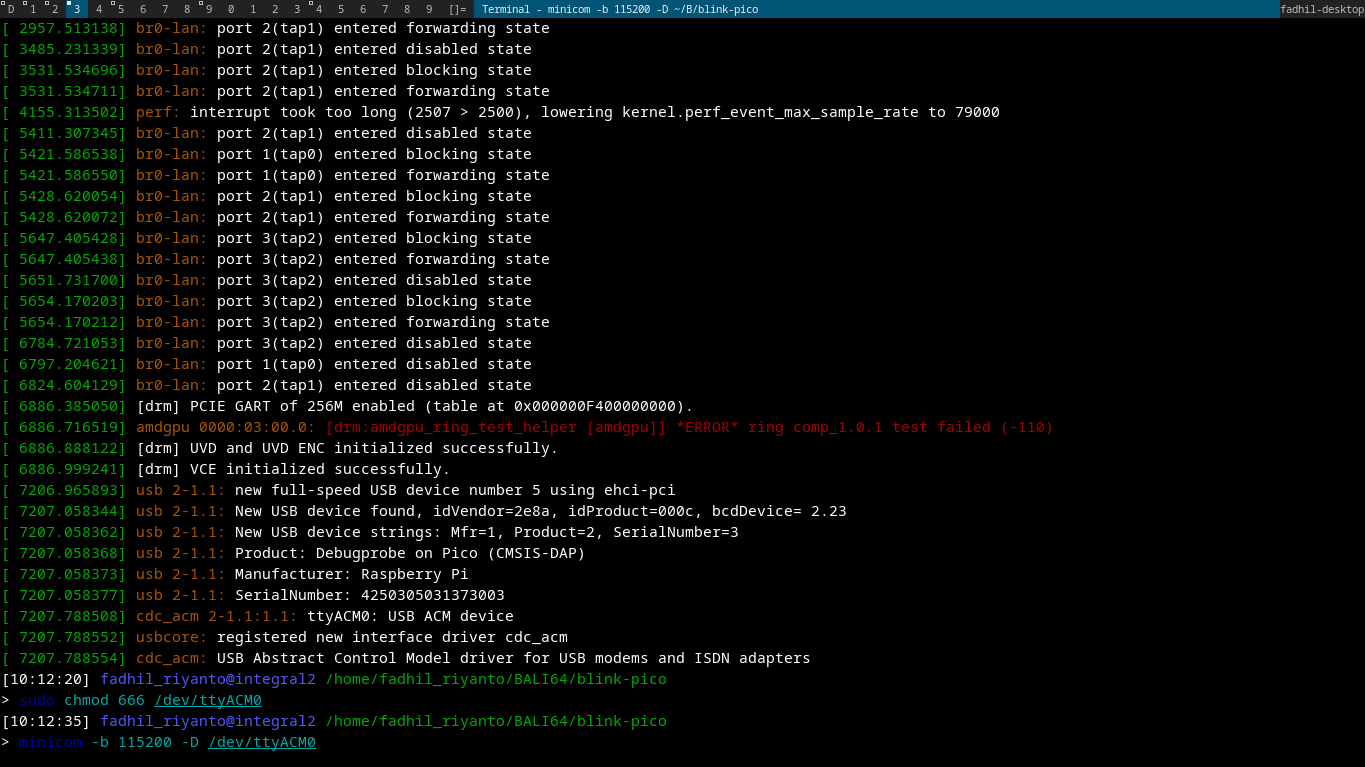 D 1 2 3 4 5 6 7 8 9 0 1 2 3 4 5 6 7 8 9 []= Terminal - minicom -b 115200 -D ~/B/blink-pico fadhil-desktop
[ 2957.513138] br0-lan: port 2(tap1) entered forwarding state
[ 3485.231339] br0-lan: port 2(tap1) entered disabled state
[ 3531.534696] br0-lan: port 2(tap1) entered blocking state
[ 3531.534711] br0-lan: port 2(tap1) entered forwarding state
[ 4155.313502] perf: interrupt took too long (2507 > 2500), lowering kernel.perf_event_max_sample_rate to 79000
[ 5411.307345] br0-lan: port 2(tap1) entered disabled state
[ 5421.586538] br0-lan: port 1(tap0) entered blocking state
[ 5421.586550] br0-lan: port 1(tap0) entered forwarding state
[ 5428.620054] br0-lan: port 2(tap1) entered blocking state
[ 5428.620072] br0-lan: port 2(tap1) entered forwarding state
[ 5647.405428] br0-lan: port 3(tap2) entered blocking state
[ 5647.405438] br0-lan: port 3(tap2) entered forwarding state
[ 5651.731700] br0-lan: port 3(tap2) entered disabled state
[ 5654.170203] br0-lan: port 3(tap2) entered blocking state
[ 5654.170212] br0-lan: port 3(tap2) entered forwarding state
[ 6784.721053] br0-lan: port 3(tap2) entered disabled state
[ 6797.204621] br0-lan: port 1(tap0) entered disabled state
[ 6824.604129] br0-lan: port 2(tap1) entered disabled state
[ 6886.385050] [drm] PCIE GART of 256M enabled (table at 0x000000F400000000).
[ 6886.716519] amdgpu 0000:03:00.0: [drm:amdgpu_ring_test_helper [amdgpu]] *ERROR* ring comp_1.0.1 test failed (-110)
[ 6886.888122] [drm] UVD and UVD ENC initialized successfully.
[ 6886.999241] [drm] VCE initialized successfully.
[ 7206.965893] usb 2-1.1: new full-speed USB device number 5 using ehci-pci
[ 7207.058344] usb 2-1.1: New USB device found, idVendor=2e8a, idProduct=000c, bcdDevice= 2.23
[ 7207.058362] usb 2-1.1: New USB device strings: Mfr=1, Product=2, SerialNumber=3
[ 7207.058368] usb 2-1.1: Product: Debugprobe on Pico (CMSIS-DAP)
[ 7207.058373] usb 2-1.1: Manufacturer: Raspberry Pi
[ 7207.058377] usb 2-1.1: SerialNumber: 4250305031373003
[ 7207.788508] cdc_acm 2-1.1:1.1: ttyACM0: USB ACM device
[ 7207.788552] usbcore: registered new interface driver cdc_acm
[ 7207.788554] cdc_acm: USB Abstract Control Model driver for USB modems and ISDN adapters
[10:12:20] fadhil_riyanto@integral2 /home/fadhil_riyanto/BALI64/blink-pico
> sudo chmod 666 /dev/ttyACM0
[10:12:35] fadhil_riyanto@integral2 /home/fadhil_riyanto/BALI64/blink-pico
> minicom -b 115200 -D /dev/ttyACM0